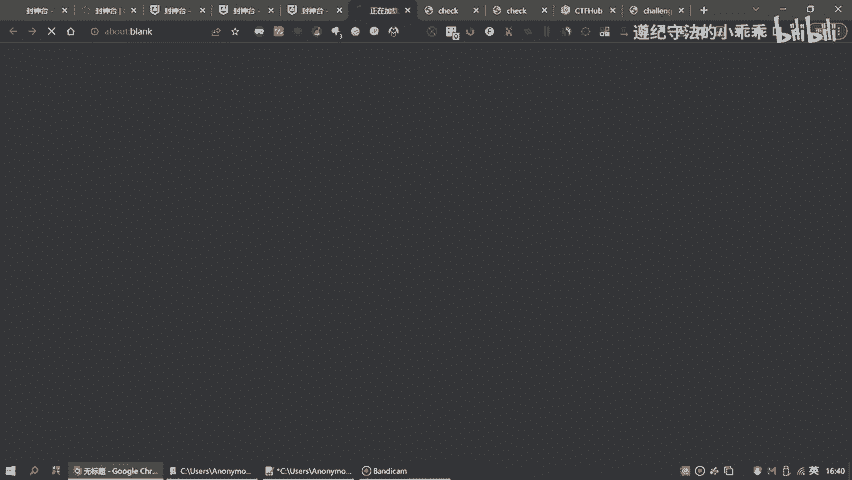 封神台 - 封神台 | 封神台 - 封神台 - 封神台 - 正在加载 check check CTFHub challeng
about:blank
遵纪守法的小乖乖 bilibili
无标题 - Google Chr... C:\Users\Anonymo... *C:\Users\Anonymo... Bandicam 英 16:40